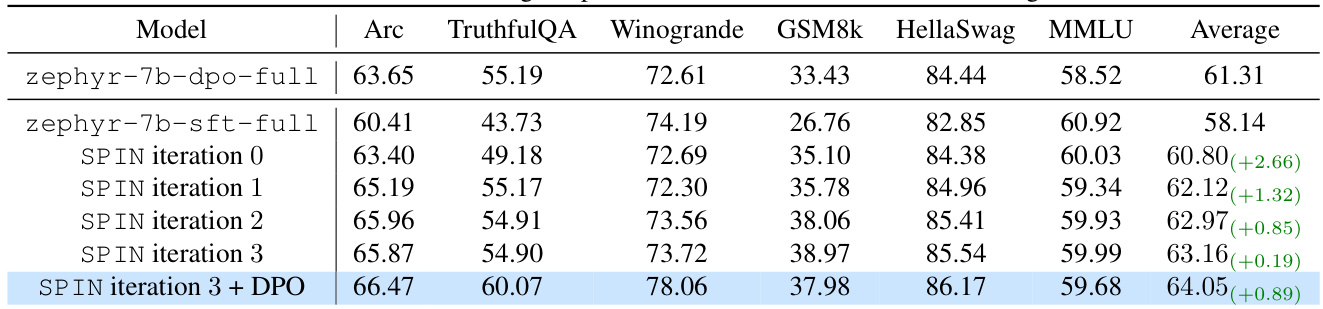 Model Arc TruthfulQA Winogrande GSM8k HellaSwag MMLU Average
zephyr-7b-dpo-full 63.65 55.19 72.61 33.43 84.44 58.52 61.31
zephyr-7b-sft-full 60.41 43.73 74.19 26.76 82.85 60.92 58.14
SPIN iteration 0 63.40 49.18 72.69 35.10 84.38 60.03 60.80(+2.66)
SPIN iteration 1 65.19 55.17 72.30 35.78 84.96 59.34 62.12(+1.32)
SPIN iteration 2 65.96 54.91 73.56 38.06 85.41 59.93 62.97(+0.85)
SPIN iteration 3 65.87 54.90 73.72 38.97 85.54 59.99 63.16(+0.19)
SPIN iteration 3 + DPO 66.47 60.07 78.06 37.98 86.17 59.68 64.05(+0.89)